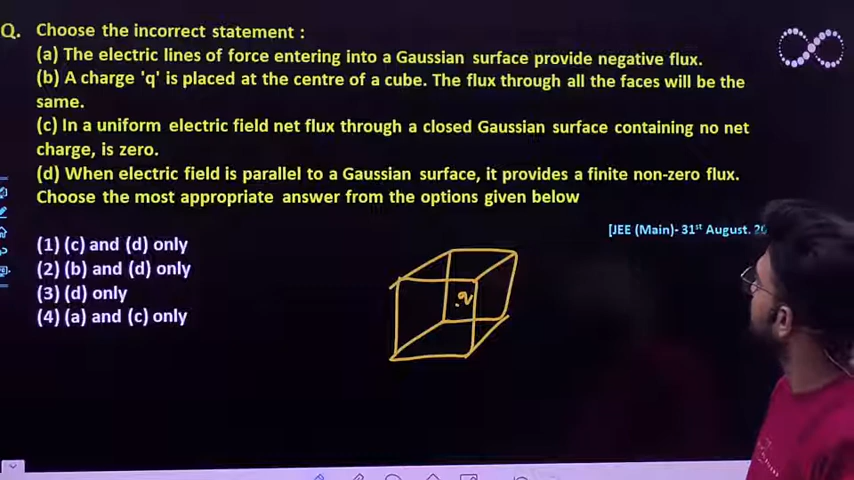 Q. Choose the incorrect statement :
(a) The electric lines of force entering into a Gaussian surface provide negative flux.
(b) A charge 'q' is placed at the centre of a cube. The flux through all the faces will be the
same.
(c) In a uniform electric field net flux through a closed Gaussian surface containing no net
charge, is zero.
(d) When electric field is parallel to a Gaussian surface, it provides a finite non-zero flux.
Choose the most appropriate answer from the options given below
[JEE (Main)- 31st August.
(1) (c) and (d) only
(2) (b) and (d) only
(3) (d) only
(4) (a) and (c) only
.q